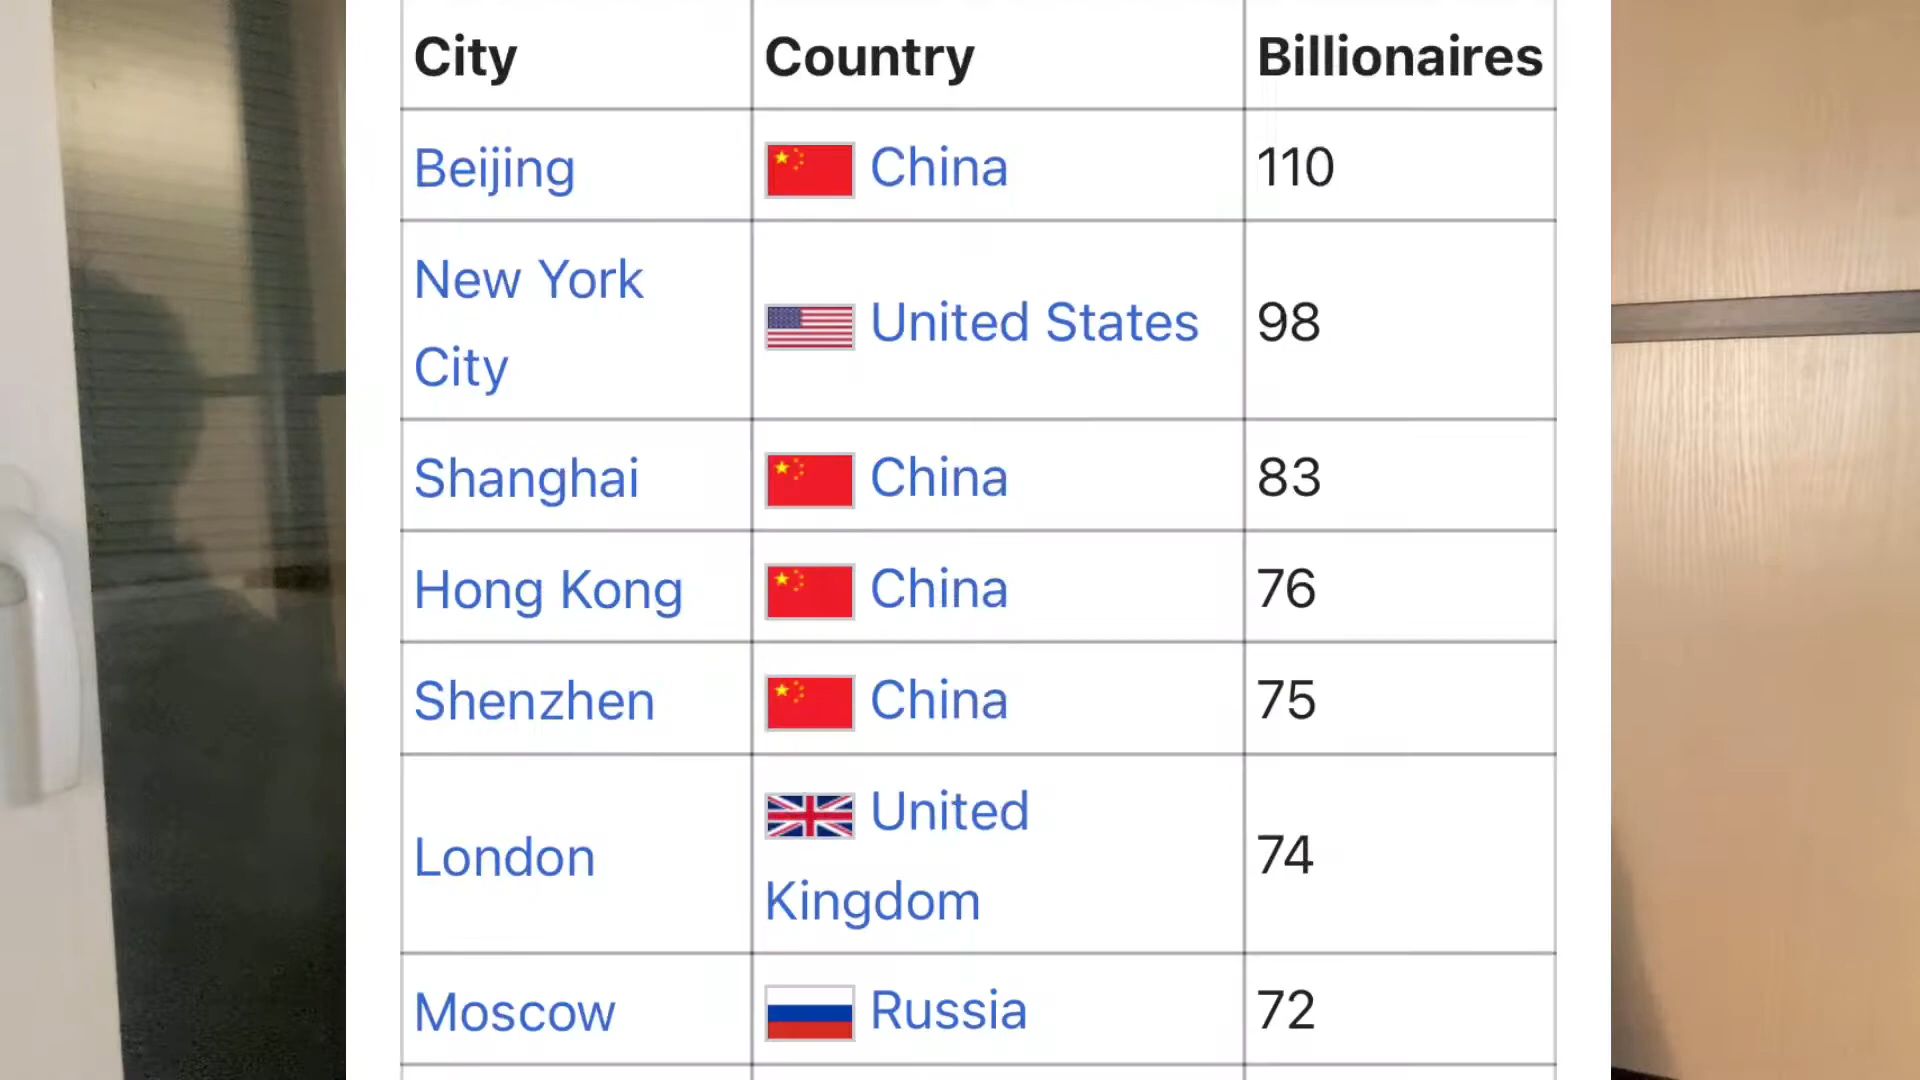 City Country Billionaires
Beijing China 110
New York
City
United States 98
Shanghai China 83
Hong Kong China 76
Shenzhen China 75
London
United
Kingdom
74
Moscow Russia 72